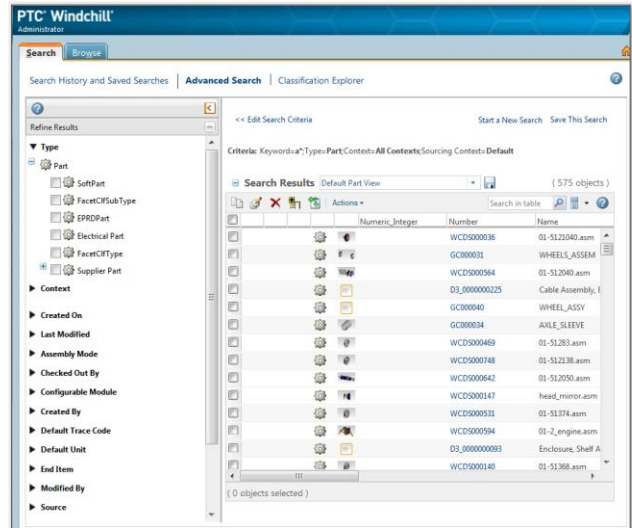 PTC® Windchill®
Administrator
Search Browse
Search History and Saved Searches | Advanced Search | Classification Explorer
Refine Results
Type
Part
SoftPart
FacetClfSubType
EPRDPart
Electrical Part
FacetClfType
Supplier Part
Context
Created On
Last Modified
Assembly Mode
Checked Out By
Configurable Module
Created By
Default Trace Code
Default Unit
End Item
Modified By
Source
<< Edit Search Criteria Start a New Search Save This Search
Criteria: Keyword=a*;Type=Part;Context=All Contexts;Sourcing Context=Default
Search Results Default Part View (575 objects)
Actions Search in table
Numeric_Integer Number Name
WCDS000036 01-5121040.asm
GC000031 WHEELS_ASSEM
WCDS000564 01-512040.asm
D3_0000000225 Cable Assembly,
GC000040 WHEEL_ASSY
GC000034 AXLE_SLEEVE
WCDS000469 01-51283.asm
WCDS000748 01-512138.asm
WCDS000642 01-512050.asm
WCDS000147 head_mirror.asm
WCDS000531 01-51374.asm
WCDS000594 01-2_engine.asm
D3_0000000093 Enclosure, Shelf A
WCDS000140 01-51368.asm
(0 objects selected)